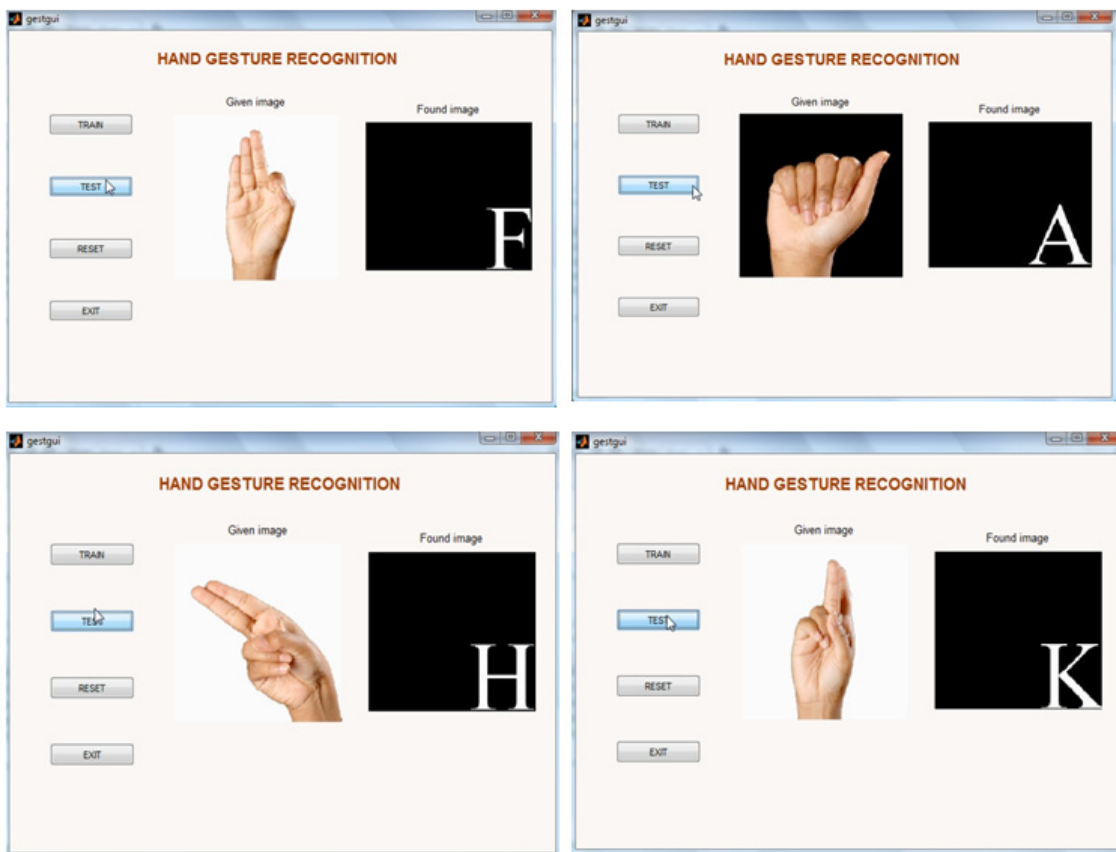 gestgui
HAND GESTURE RECOGNITION
Given image
Found image
TRAIN
TEST
RESET
EXIT
F
gestgui
HAND GESTURE RECOGNITION
Given image
Found image
TRAIN
TEST
RESET
EXIT
A
gestgui
HAND GESTURE RECOGNITION
Given image
Found image
TRAIN
TEST
RESET
EXIT
H
gestgui
HAND GESTURE RECOGNITION
Given image
Found image
TRAIN
TEST
RESET
EXIT
K